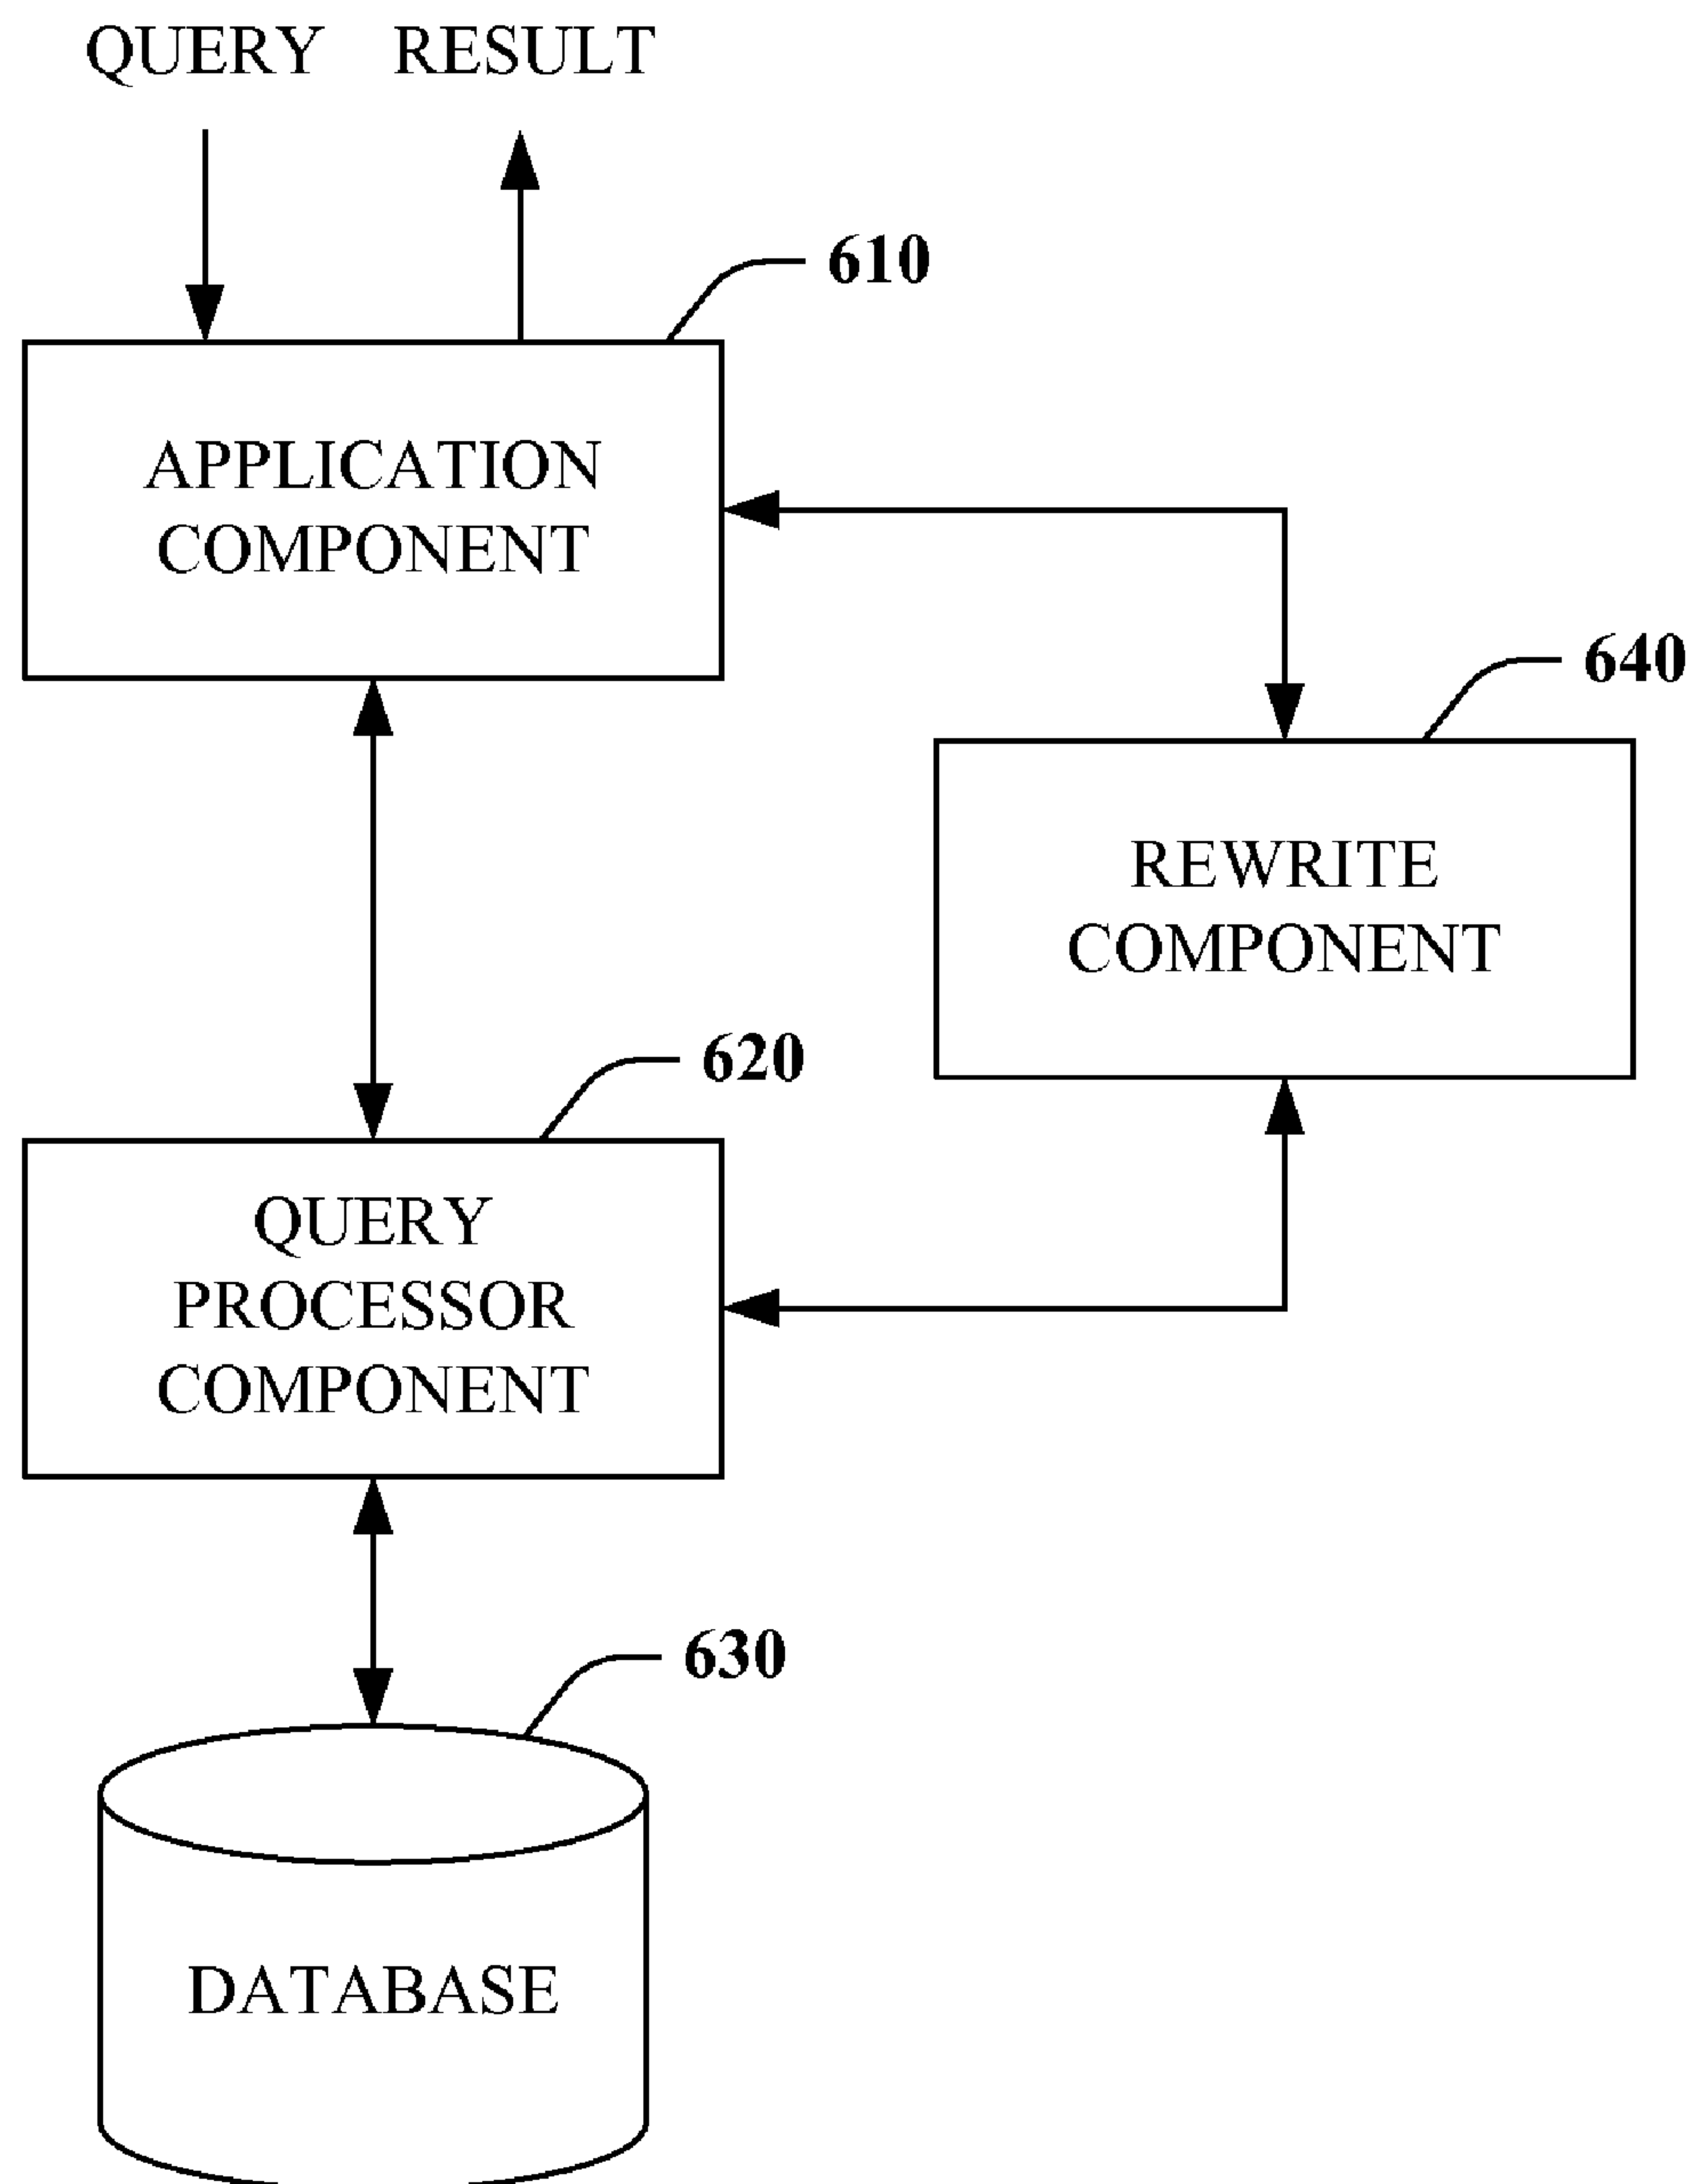 QUERY RESULT
610
APPLICATION
COMPONENT
640
REWRITE
COMPONENT
620
QUERY
PROCESSOR
COMPONENT
630
DATABASE